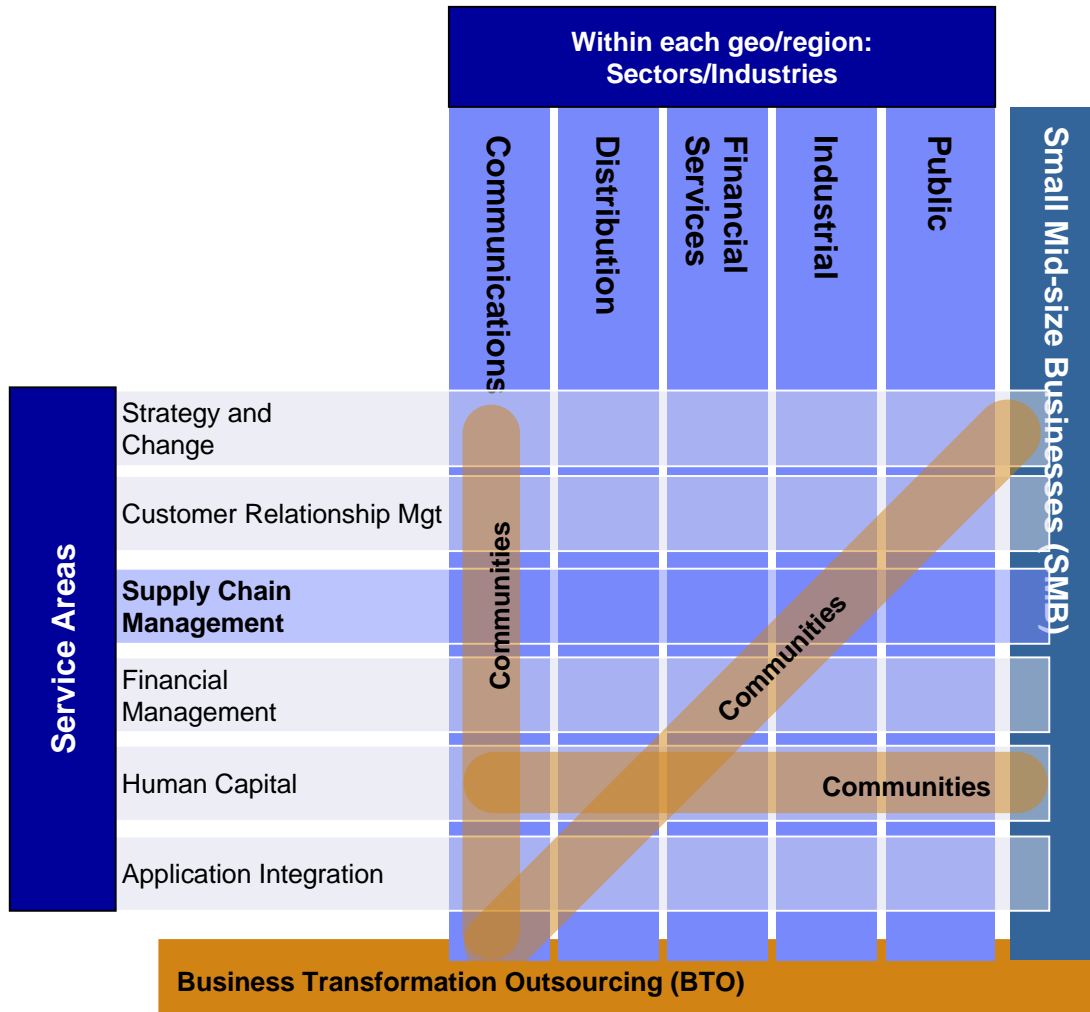 Within each geo/region:
Sectors/Industries
Communications
Distribution
Financial
Services
Industrial
Public
Small Mid-size Businesses (SMB)
Service Areas
Strategy and
Change
Customer Relationship Mgt
Supply Chain
Management
Financial
Management
Human Capital
Application Integration
Communities
Communities
Communities
Business Transformation Outsourcing (BTO)